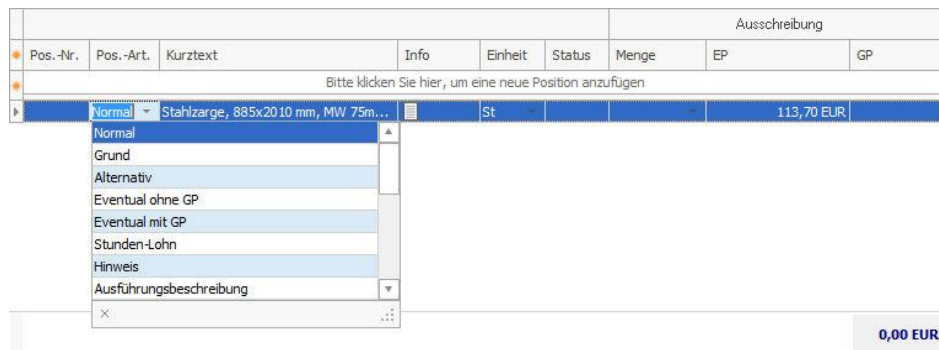 Ausschreibung
Pos.-Nr. Pos.-Art. Kurztext Info Einheit Status Menge EP GP
Bitte klicken Sie hier, um eine neue Position anzufügen
Normal Stahlzarge, 885x2010 mm, MW 75m... St 113,70 EUR
Normal
Grund
Alternativ
Eventual ohne GP
Eventual mit GP
Stunden-Lohn
Hinweis
Ausführungsbeschreibung
0,00 EUR